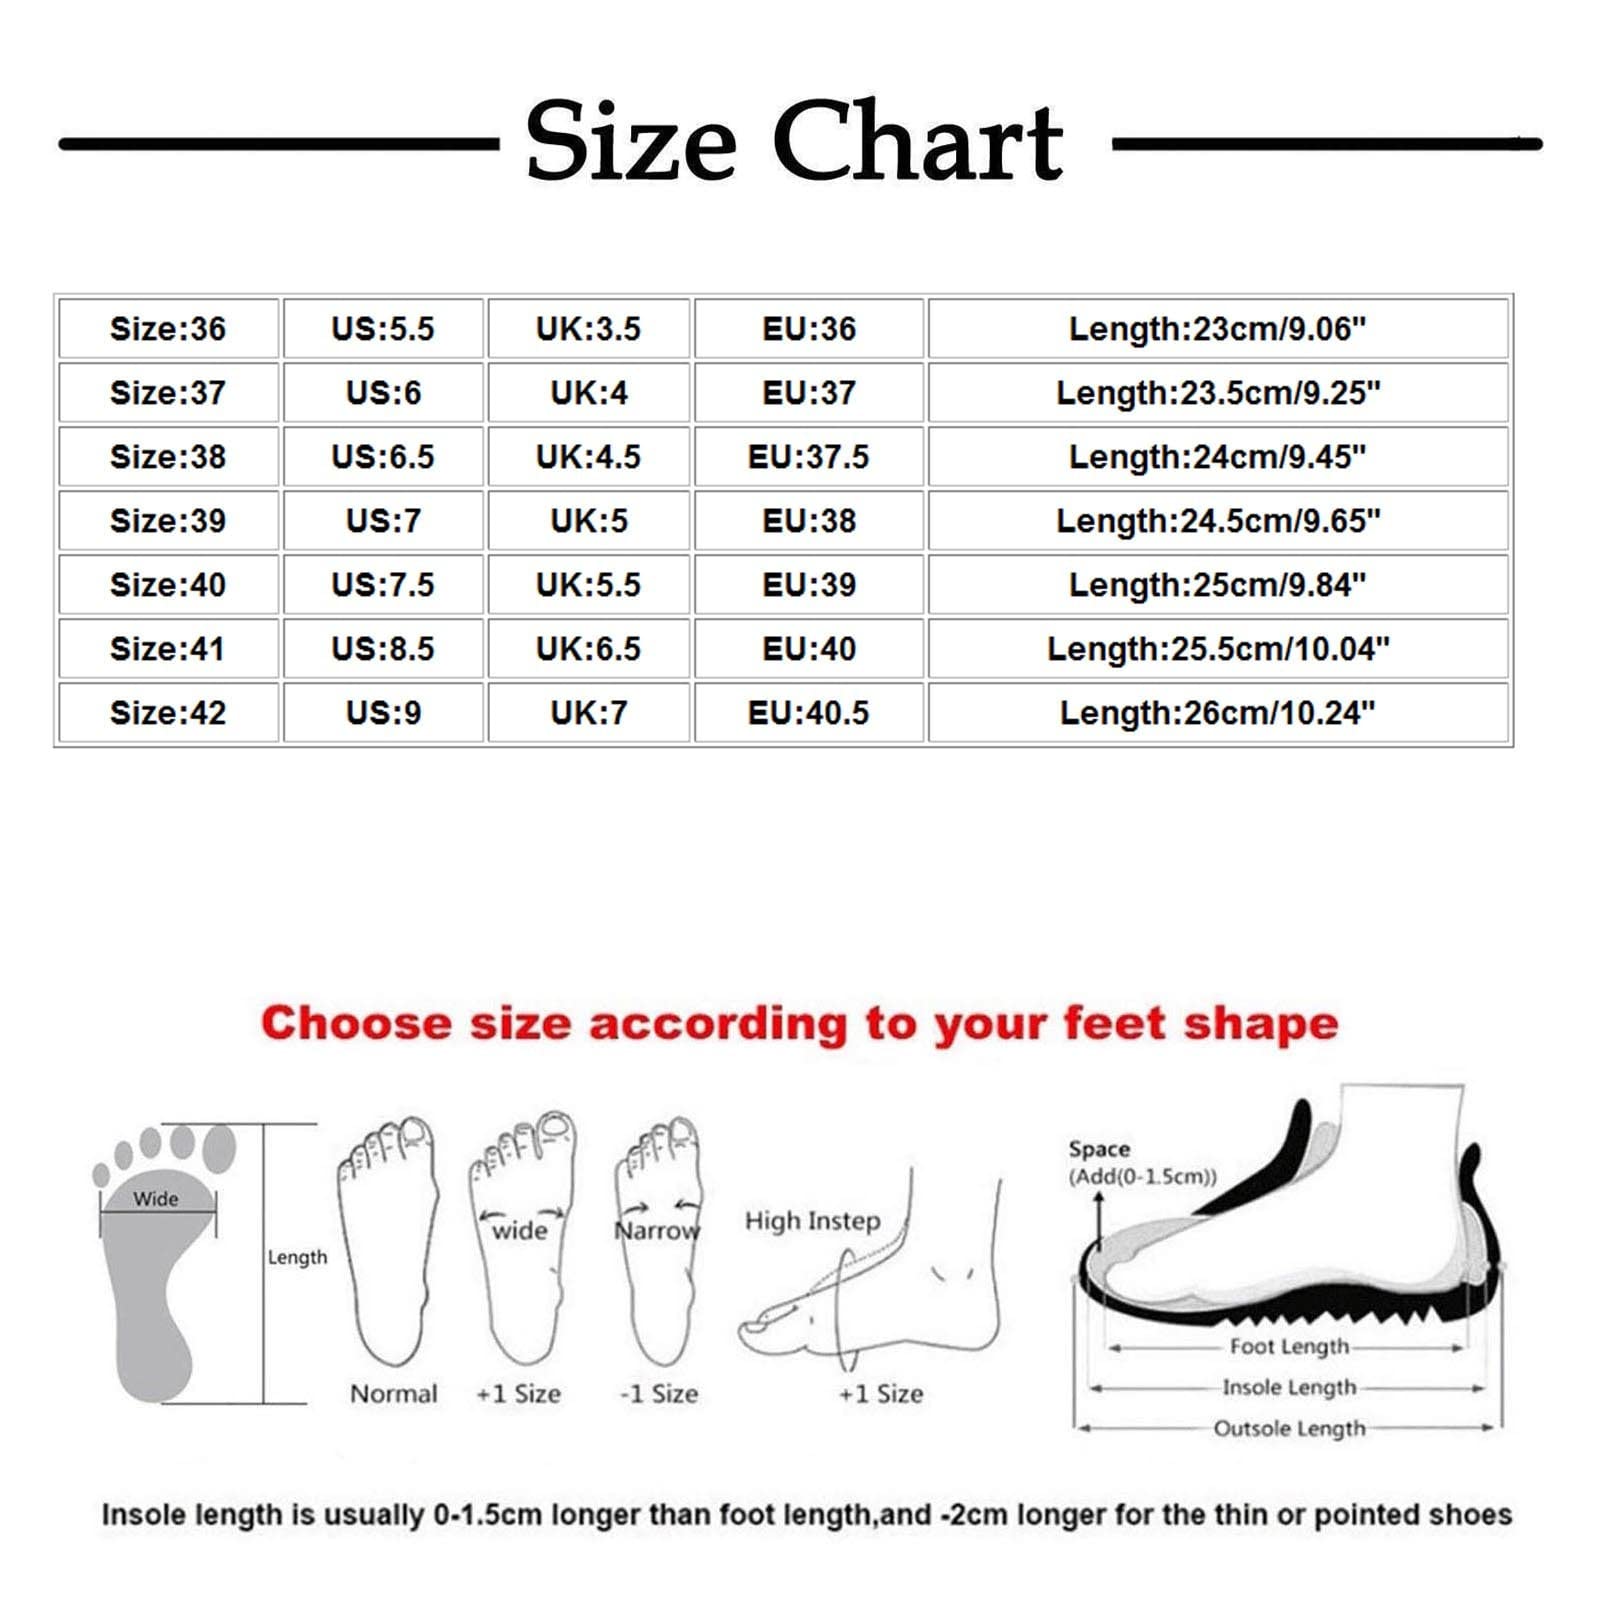 Size Chart
Size:36 US:5.5 UK:3.5 EU:36 Length:23cm/9.06"
Size:37 US:6 UK:4 EU:37 Length:23.5cm/9.25"
Size:38 US:6.5 UK:4.5 EU:37.5 Length:24cm/9.45"
Size:39 US:7 UK:5 EU:38 Length:24.5cm/9.65"
Size:40 US:7.5 UK:5.5 EU:39 Length:25cm/9.84"
Size:41 US:8.5 UK:6.5 EU:40 Length:25.5cm/10.04"
Size:42 US:9 UK:7 EU:40.5 Length:26cm/10.24"
Choose size according to your feet shape
Wide
Length
Normal
wide
+1 Size
Narrow
-1 Size
High Instep
+1 Size
Space
(Add(0-1.5cm))
Foot Length
Insole Length
Outsole Length
Insole length is usually 0-1.5cm longer than foot length,and -2cm longer for the thin or pointed shoes